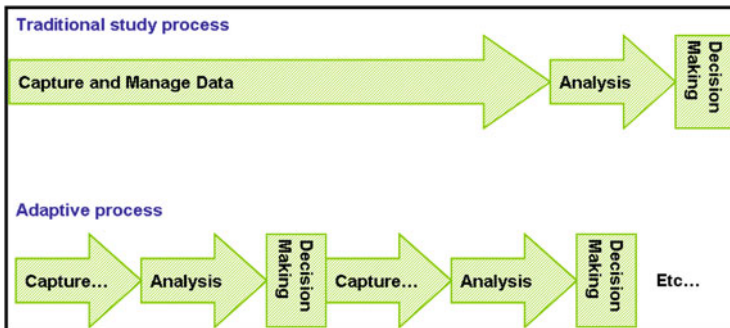 Traditional study process
Capture and Manage Data
Analysis
Decision
Making
Adaptive process
Capture...
Analysis
Decision
Making
Capture...
Analysis
Decision
Making
Etc...